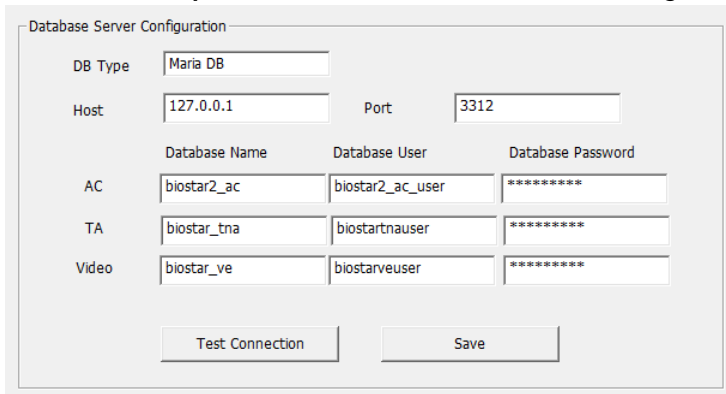 Database Server Configuration
DB Type Maria DB
Host 127.0.0.1 Port 3312
Database Name Database User Database Password
AC biostar2_ac biostar2_ac_user *********
TA biostar_tna biostartnauser *********
Video biostar_ve biostarveuser *********
Test Connection Save